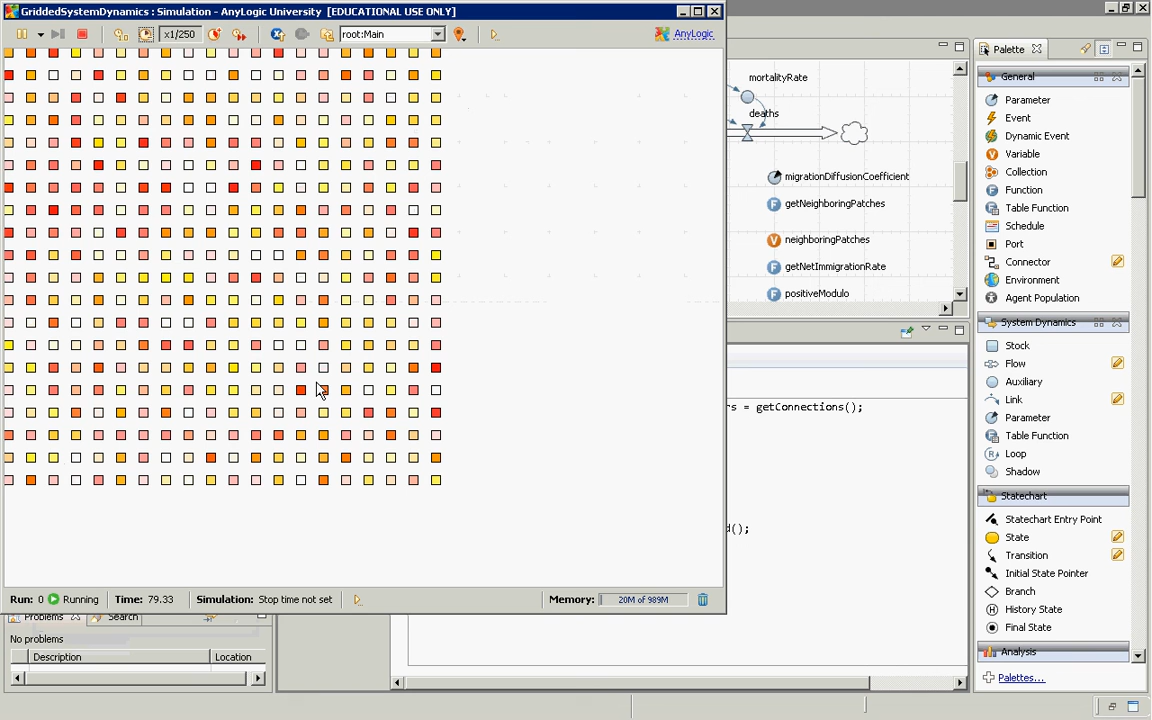 GriddedSystemDynamics : Simulation - AnyLogic University [EDUCATIONAL USE ONLY]
x1/250
root:Main
AnyLogic
mortalityRate
deaths
migrationDiffusionCoefficient
getNeighboringPatches
neighboringPatches
getNetImmigrationRate
positiveModulo
rs = getConnections();
d();
Run: 0 Running
Time: 79.33
Simulation: Stop time not set
Memory: 20M of 989M
Problems
Search
No problems
Description
Location
Palette
General
Parameter
Event
Dynamic Event
Variable
Collection
Function
Table Function
Schedule
Port
Connector
Environment
Agent Population
System Dynamics
Stock
Flow
Auxiliary
Link
Parameter
Table Function
Loop
Shadow
Statechart
Statechart Entry Point
State
Transition
Initial State Pointer
Branch
History State
Final State
Analysis
Palettes...